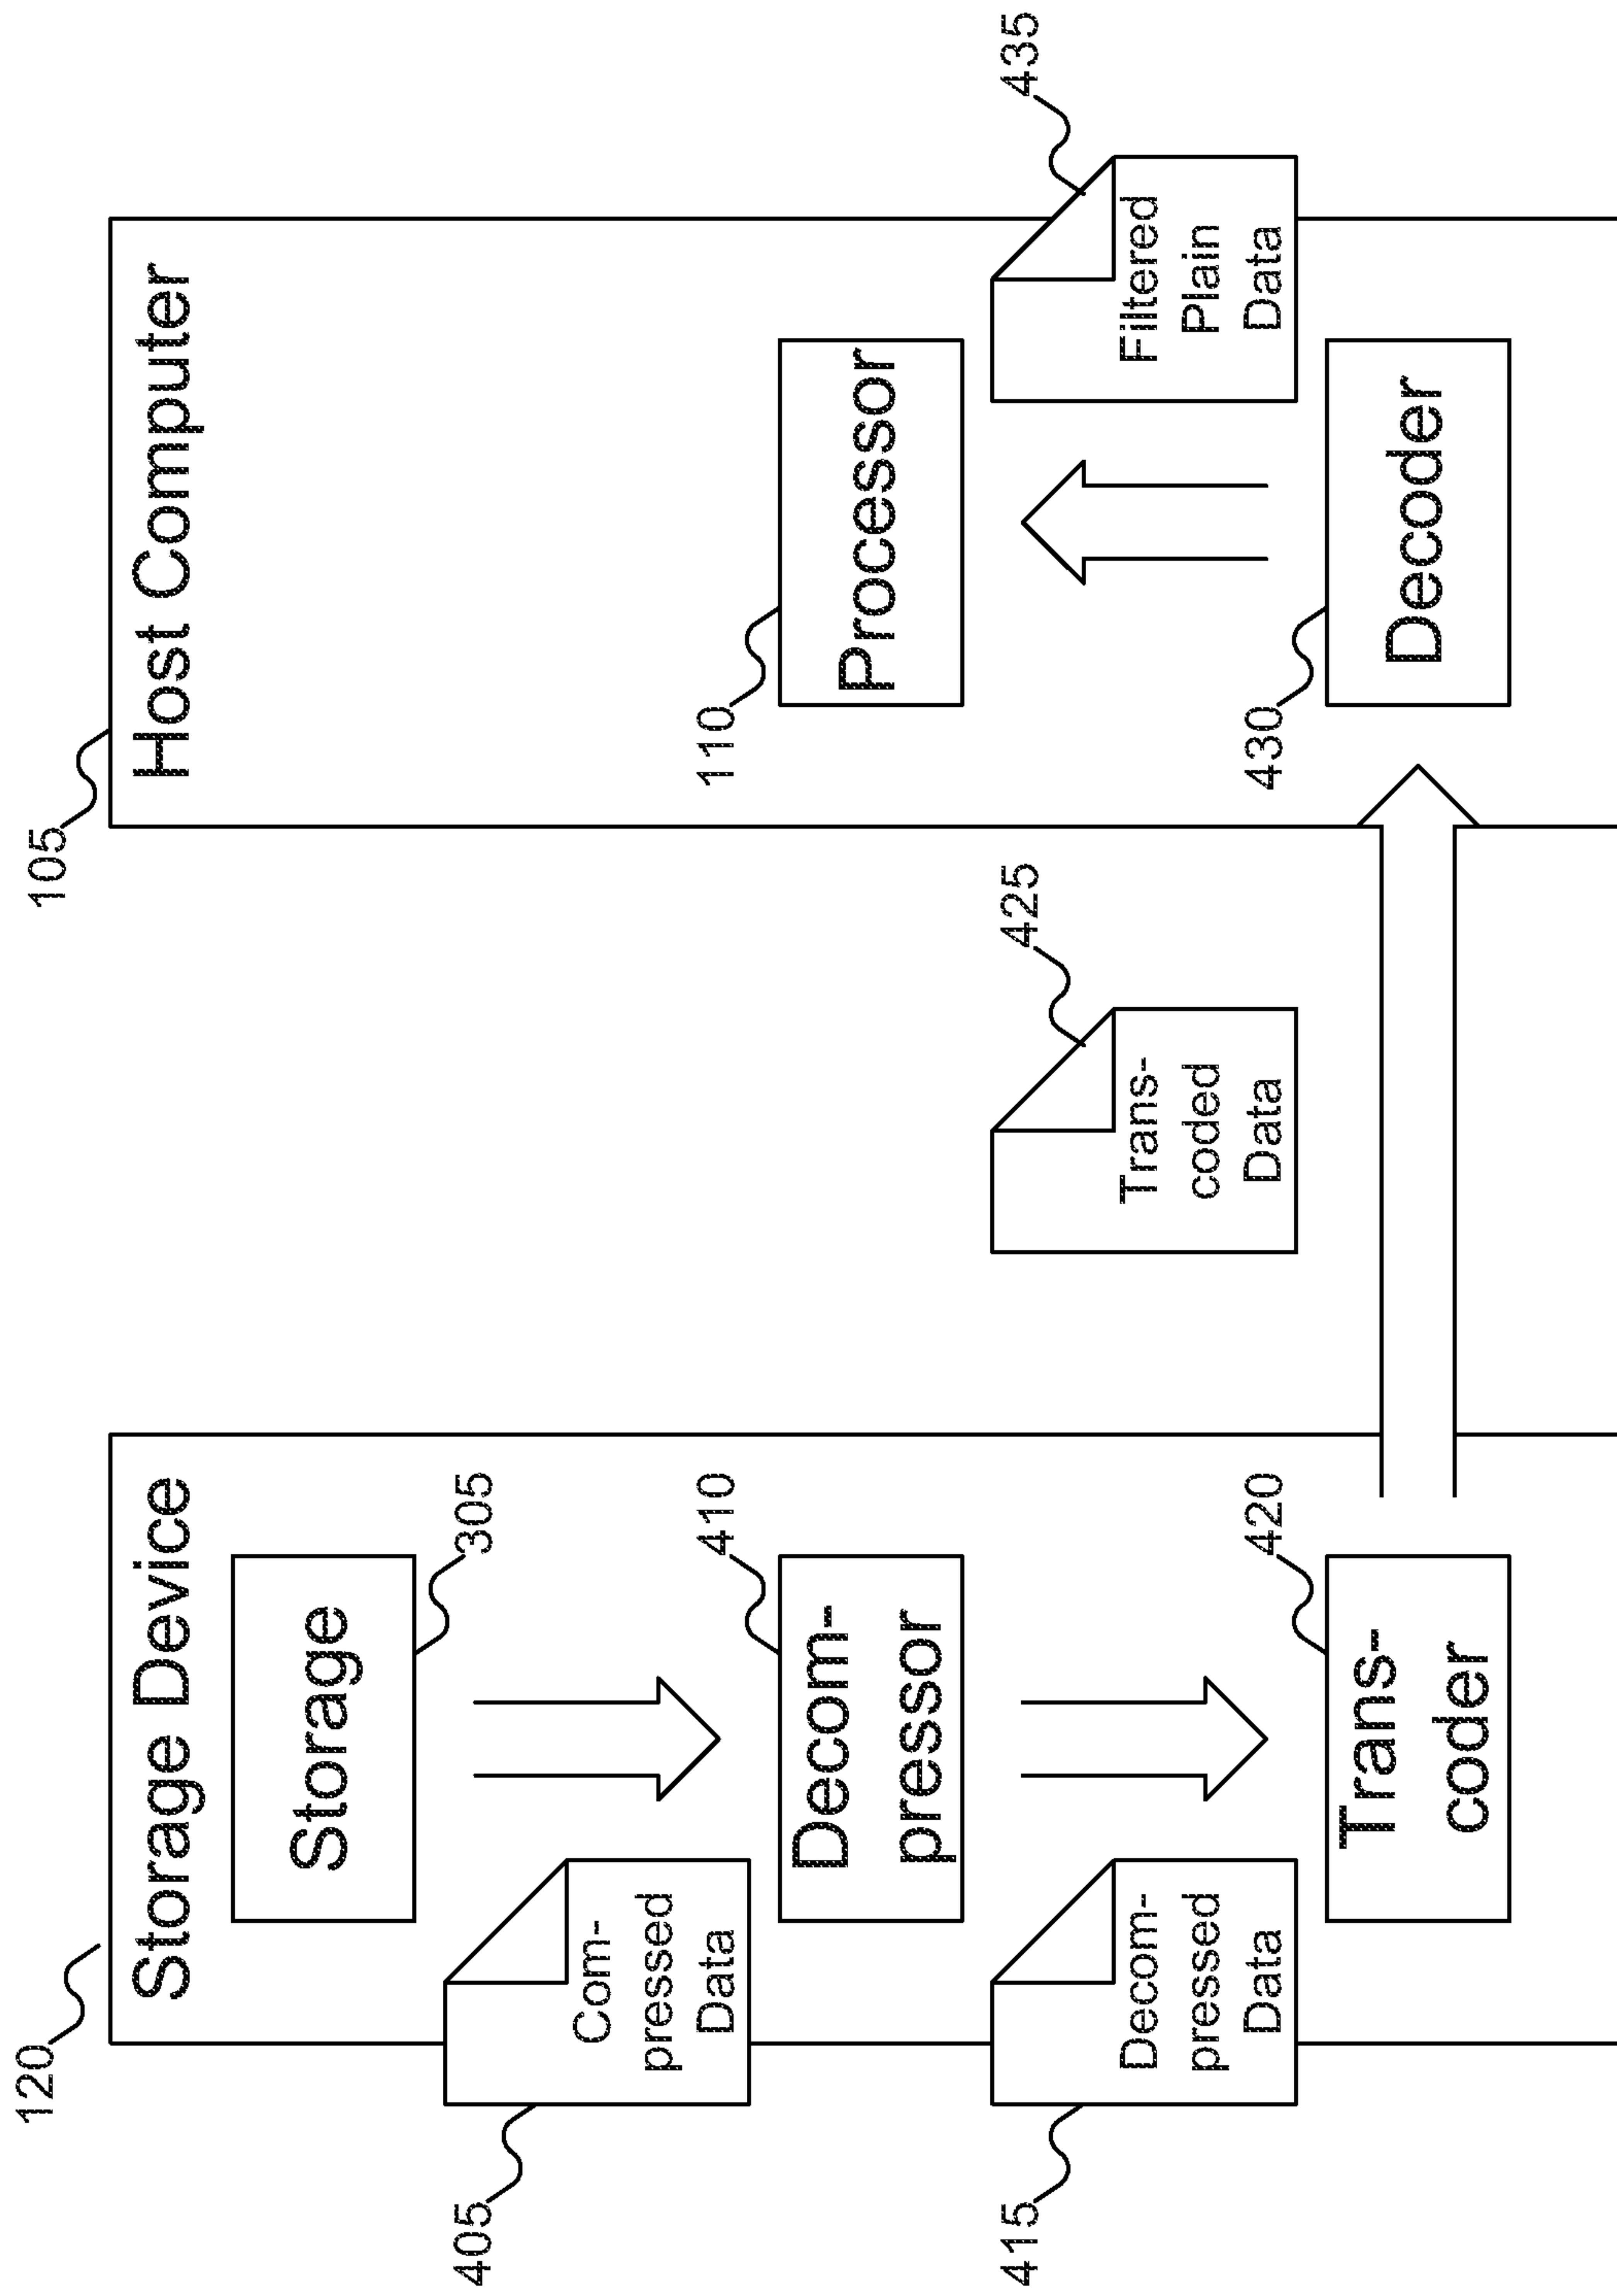 120
Storage Device
Storage
305
405
Com-
pressed
Data
Decom-
pressor
410
415
Decom-
pressed
Data
Trans-
coder
420
Trans-
coded
Data
425
105
Host Computer
110
Processor
Filtered
Plain
Data
435
430
Decoder